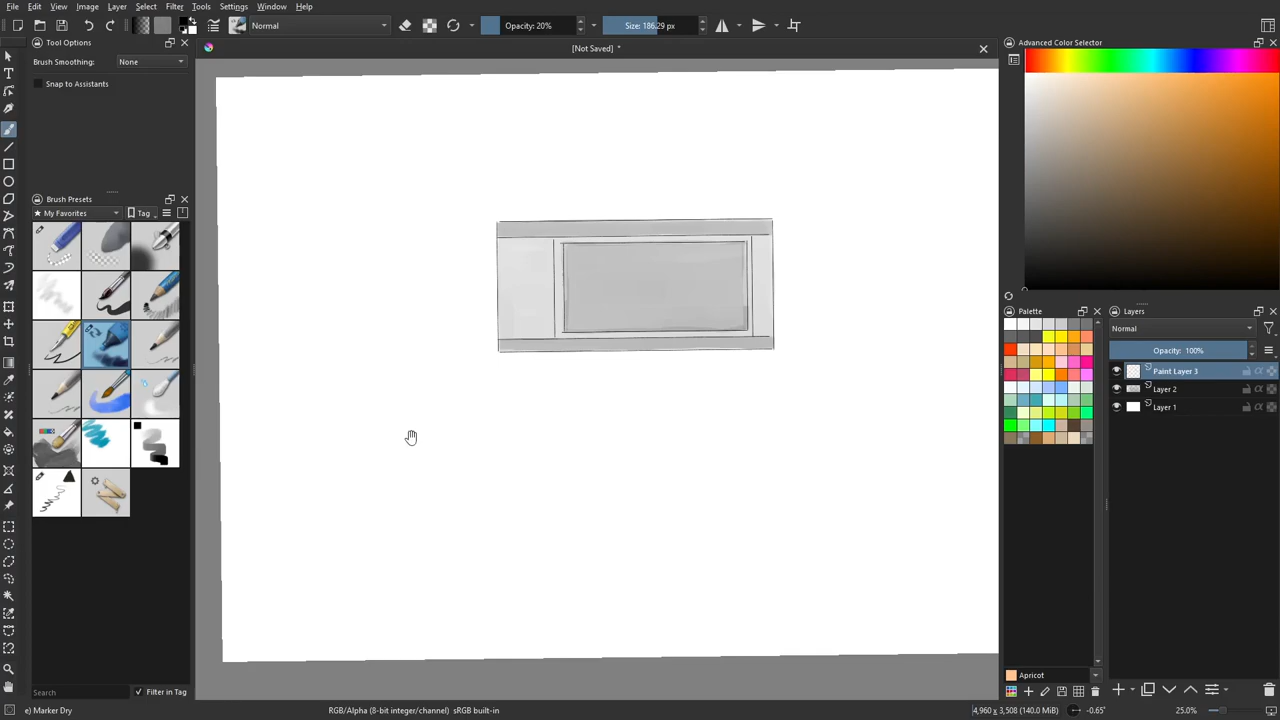 File Edit View Image Layer Select Filter Tools Settings Window Help
Normal
Opacity: 20%
Size: 186.29 px
Tool Options
[Not Saved] *
Advanced Color Selector
Brush Smoothing: None
Snap to Assistants
Brush Presets
My Favorites
Tag
Palette
Layers
Normal
Opacity: 100%
Paint Layer 3
Layer 2
Layer 1
Apricot
Search
Filter in Tag
e) Marker Dry
RGB/Alpha (8-bit integer/channel) sRGB built-in
4,960 x 3,508 (140.0 MiB)
-0.65°
25.0%